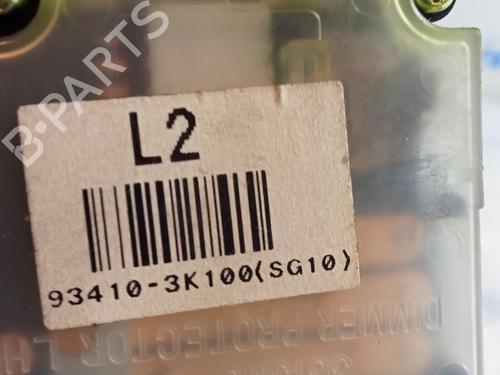 B-PARTS
L2
93410-3K100(SG10)
DIMMER PROTECTOR LH